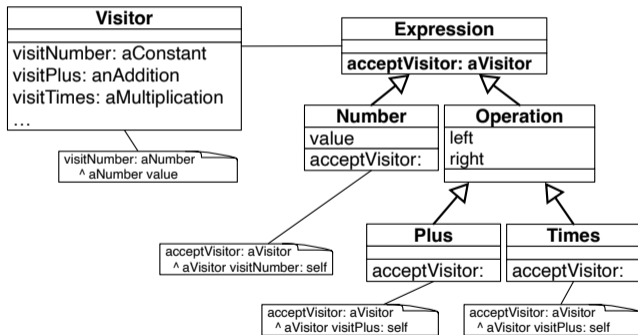 Visitor
visitNumber: aConstant
visitPlus: anAddition
visitTimes: aMultiplication
...
visitNumber: aNumber
^ aNumber value
Expression
acceptVisitor: aVisitor
Number
value
acceptVisitor:
Operation
left
right
acceptVisitor: aVisitor
^ aVisitor visitNumber: self
Plus
acceptVisitor:
Times
acceptVisitor:
acceptVisitor: aVisitor
^ aVisitor visitPlus: self
acceptVisitor: aVisitor
^ aVisitor visitPlus: self